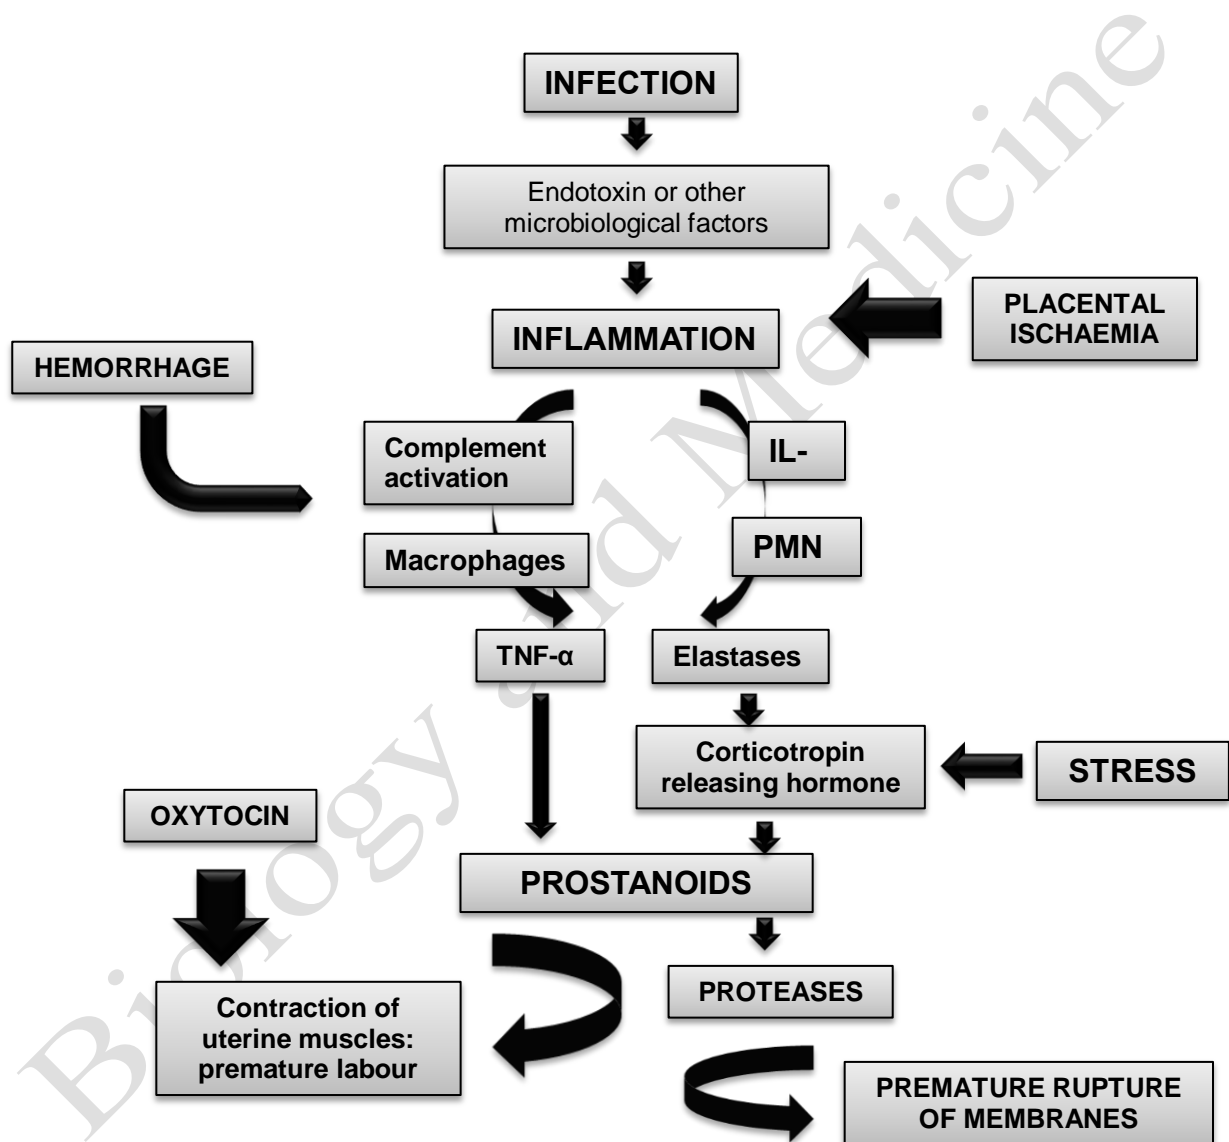 INFECTION
Endotoxin or other
microbiological factors
INFLAMMATION
PLACENTAL
ISCHAEMIA
HEMORRHAGE
Complement
activation
IL-
Macrophages
PMN
TNF-α
Elastases
Corticotropin
releasing hormone
STRESS
OXYTOCIN
PROSTANOIDS
Contraction of
uterine muscles:
premature labour
PROTEASES
PREMATURE RUPTURE
OF MEMBRANES
Biology and Medicine